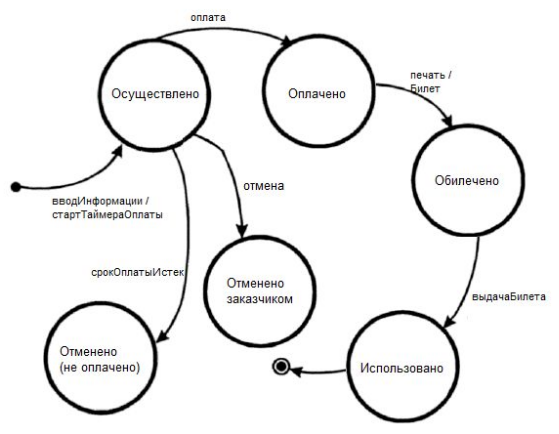 оплата
Осуществлено
Оплачено
печать /
Билет
Обилечено
вводИнформации /
стартТаймераОплаты
отмена
срокОплатыИстек
Отменено
заказчиком
выдачаБилета
Отменено
(не оплачено)
Использовано